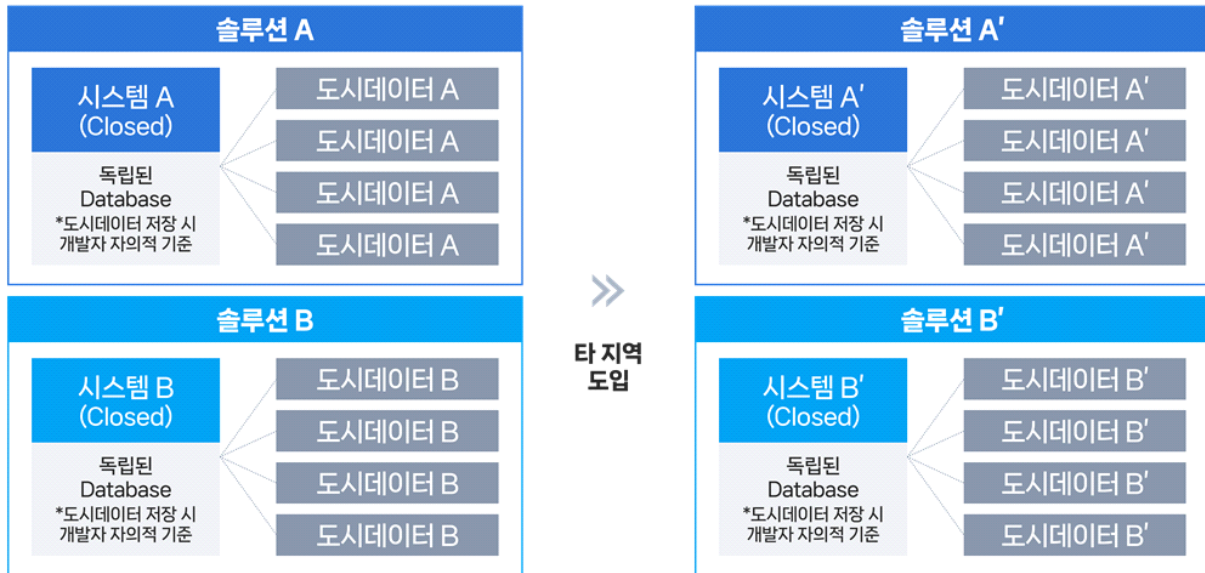 솔루션 A
시스템 A
(Closed)
독립된
Database
*도시데이터 저장 시
개발자 자의적 기준
도시데이터 A
도시데이터 A
도시데이터 A
도시데이터 A
솔루션 B
시스템 B
(Closed)
독립된
Database
*도시데이터 저장 시
개발자 자의적 기준
도시데이터 B
도시데이터 B
도시데이터 B
도시데이터 B
타 지역
도입
솔루션 A′
시스템 A′
(Closed)
독립된
Database
*도시데이터 저장 시
개발자 자의적 기준
도시데이터 A′
도시데이터 A′
도시데이터 A′
도시데이터 A′
솔루션 B′
시스템 B′
(Closed)
독립된
Database
*도시데이터 저장 시
개발자 자의적 기준
도시데이터 B′
도시데이터 B′
도시데이터 B′
도시데이터 B′